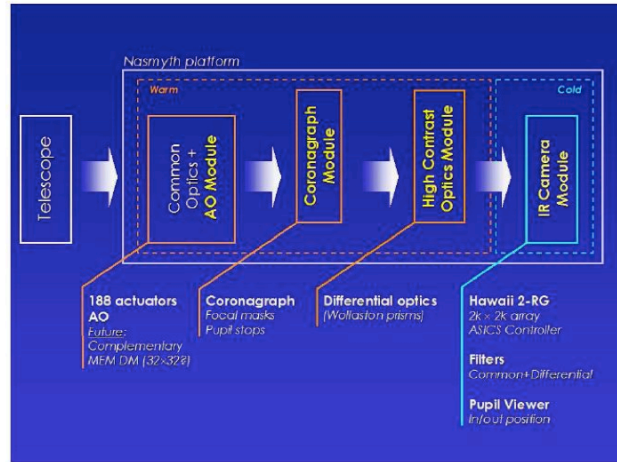 Nasmyth platform
Warm
Cold
Telescope
Common
Optics +
AO Module
Coronagraph
Module
High Contrast
Optics Module
IR Camera
Module
188 actuators
AO
Future:
Complementary
MEM DM (32×32%)
Coronagraph
Focal masks
Pupil stops
Differential optics
(Wollaston prisms)
Hawaii 2-RG
2k × 2k array
ASICS Controller
Filters
Common+Differential
Pupil Viewer
In/out position